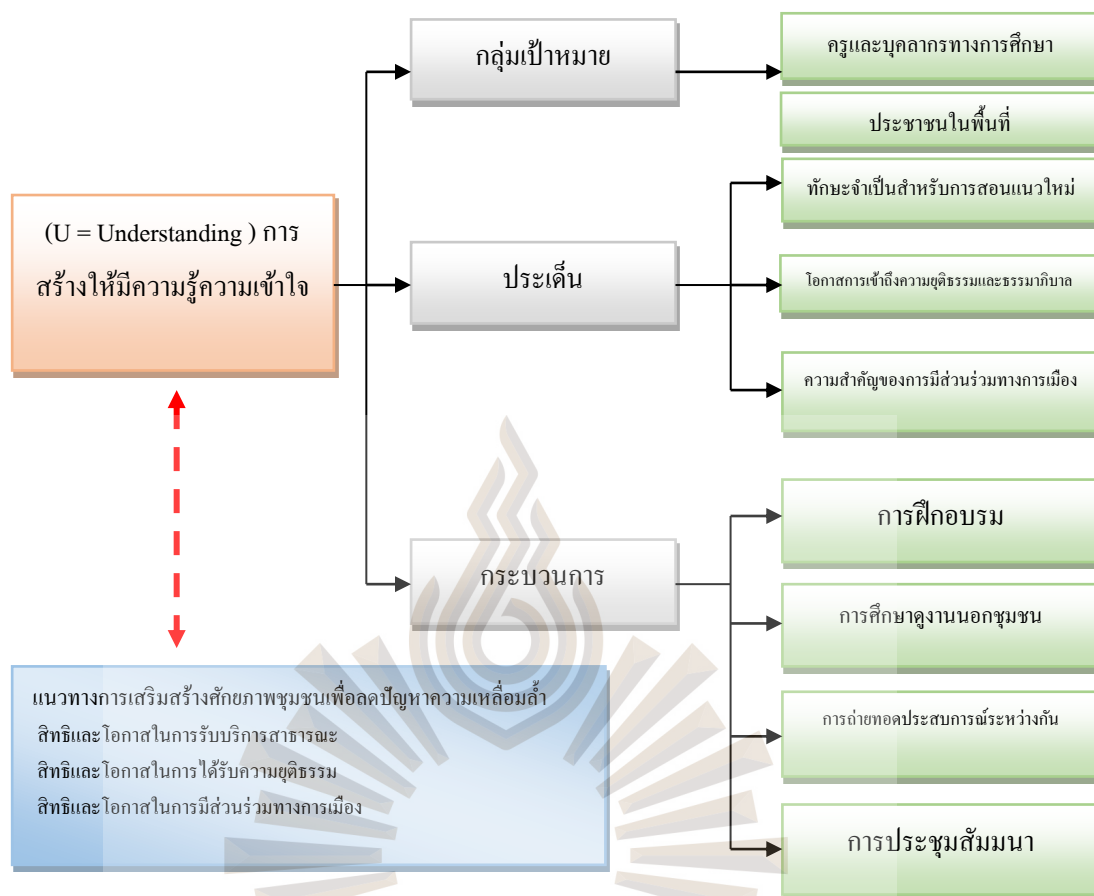 กลุ่มเป้าหมาย
ครูและบุคลากรทางการศึกษา
ประชาชนในพื้นที่
(U = Understanding ) การ
สร้างให้มีความรู้ความเข้าใจ
ประเด็น
ทักษะจำเป็นสำหรับการสอนแนวใหม่
โอกาสการเข้าถึงความยุติธรรมและธรรมาภิบาล
ความสำคัญของการมีส่วนร่วมทางการเมือง
กระบวนการ
การฝึกอบรม
การศึกษาดูงานนอกชุมชน
การถ่ายทอดประสบการณ์ระหว่างกัน
การประชุมสัมมนา
แนวทางการเสริมสร้างศักยภาพชุมชนเพื่อลดปัญหาความเหลื่อมล้ำ
สิทธิและโอกาสในการรับบริการสาธารณะ
สิทธิและโอกาสในการได้รับความยุติธรรม
สิทธิและโอกาสในการมีส่วนร่วมทางการเมือง